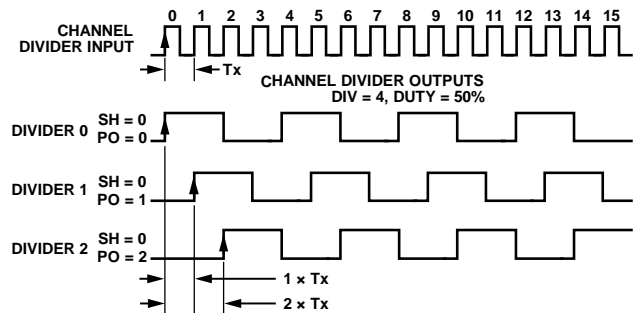 0 1 2 3 4 5 6 7 8 9 10 11 12 13 14 15
CHANNEL
DIVIDER INPUT
Tx
CHANNEL DIVIDER OUTPUTS
DIV = 4, DUTY = 50%
DIVIDER 0
SH = 0
PO = 0
DIVIDER 1
SH = 0
PO = 1
DIVIDER 2
SH = 0
PO = 2
1 × Tx
2 × Tx